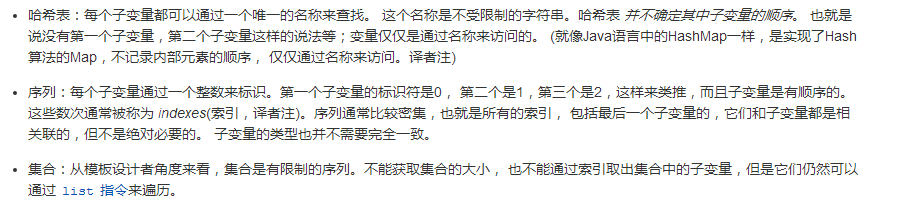 • 哈希表：每个子变量都可以通过一个唯一的名称来查找。 这个名称是不受限制的字符串。哈希表 并不确定其中子变量的顺序。 也就是
说没有第一个子变量，第二个子变量这样的说法等；变量仅仅是通过名称来访问的。 (就像Java语言中的HashMap一样，是实现了Hash
算法的Map，不记录内部元素的顺序， 仅仅通过名称来访问。译者注)
• 序列：每个子变量通过一个整数来标识。第一个子变量的标识符是0， 第二个是1，第三个是2，这样来类推，而且子变量是有顺序的。
这些数次通常被称为 indexes(索引，译者注)。序列通常比较密集，也就是所有的索引， 包括最后一个子变量的，它们和子变量都是相
关联的，但不是绝对必要的。 子变量的类型也并不需要完全一致。
• 集合：从模板设计者角度来看，集合是有限制的序列。不能获取集合的大小， 也不能通过索引取出集合中的子变量，但是它们仍然可以
通过 list 指令来遍历。